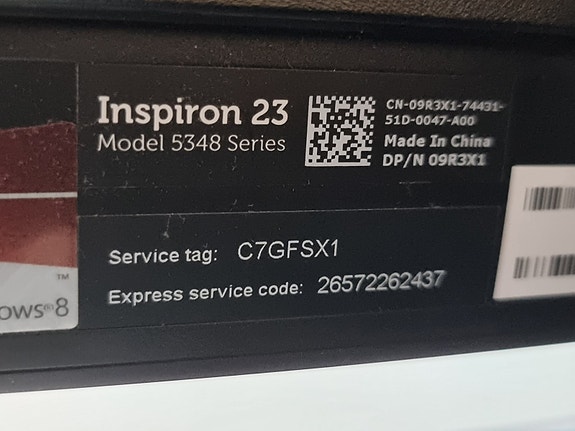 Inspiron 23
Model 5348 Series
CN-09R3X1-74431-
51D-0047-A00
Made In China
DP/N 09R3X1
Service tag: C7GFSX1
Express service code: 26572262437
ows®8
™